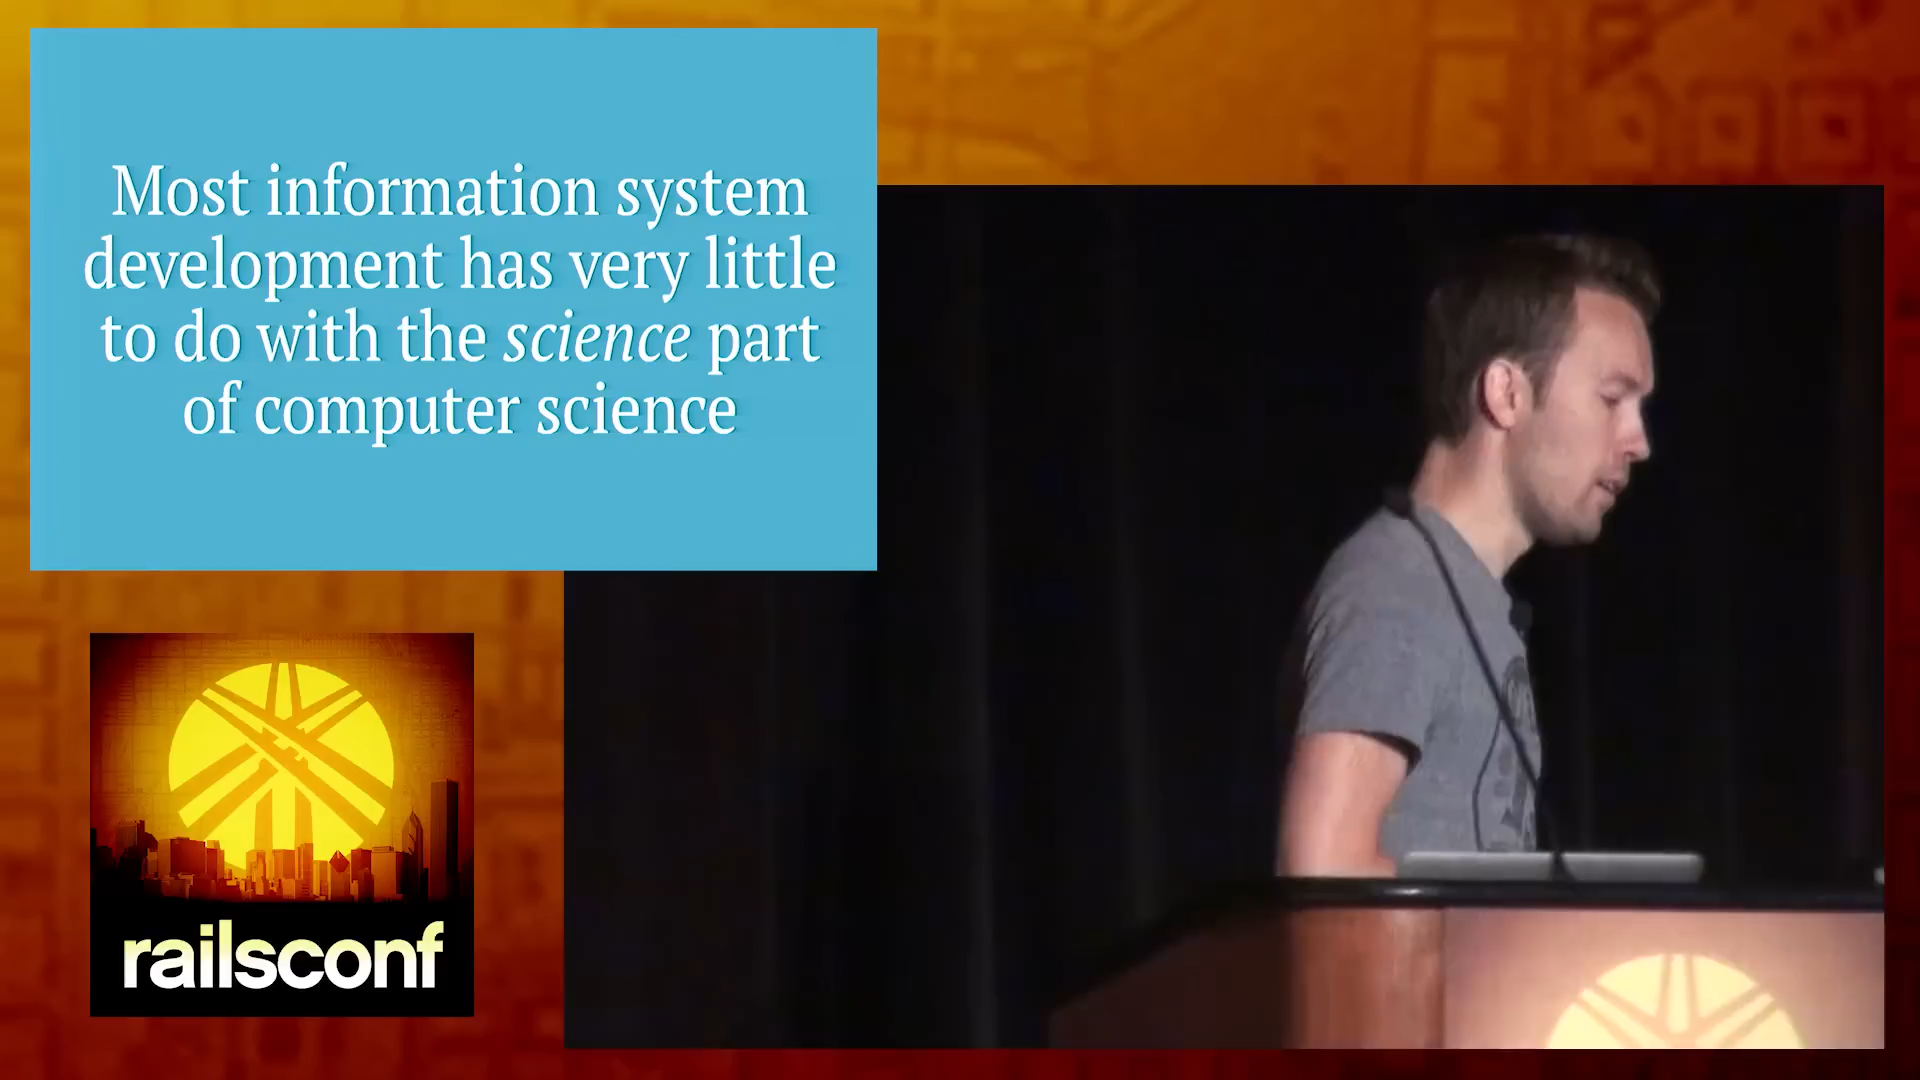 Most information system
development has very little
to do with the science part
of computer science
railsconf